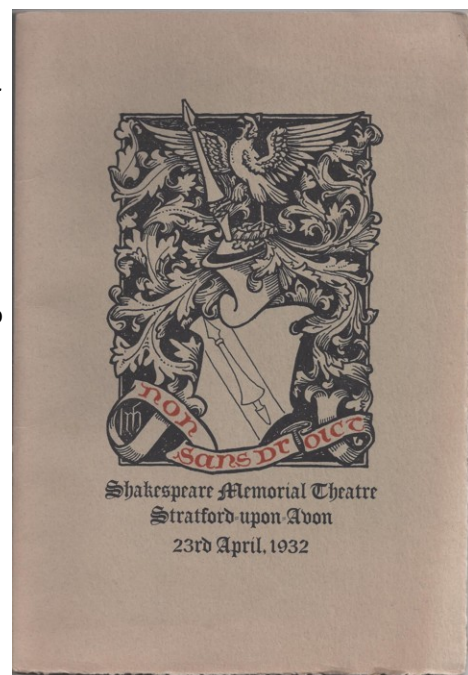 NON
SANS DROICT
Shakespeare Memorial Theatre
Stratford-upon-Avon
23rd April, 1932